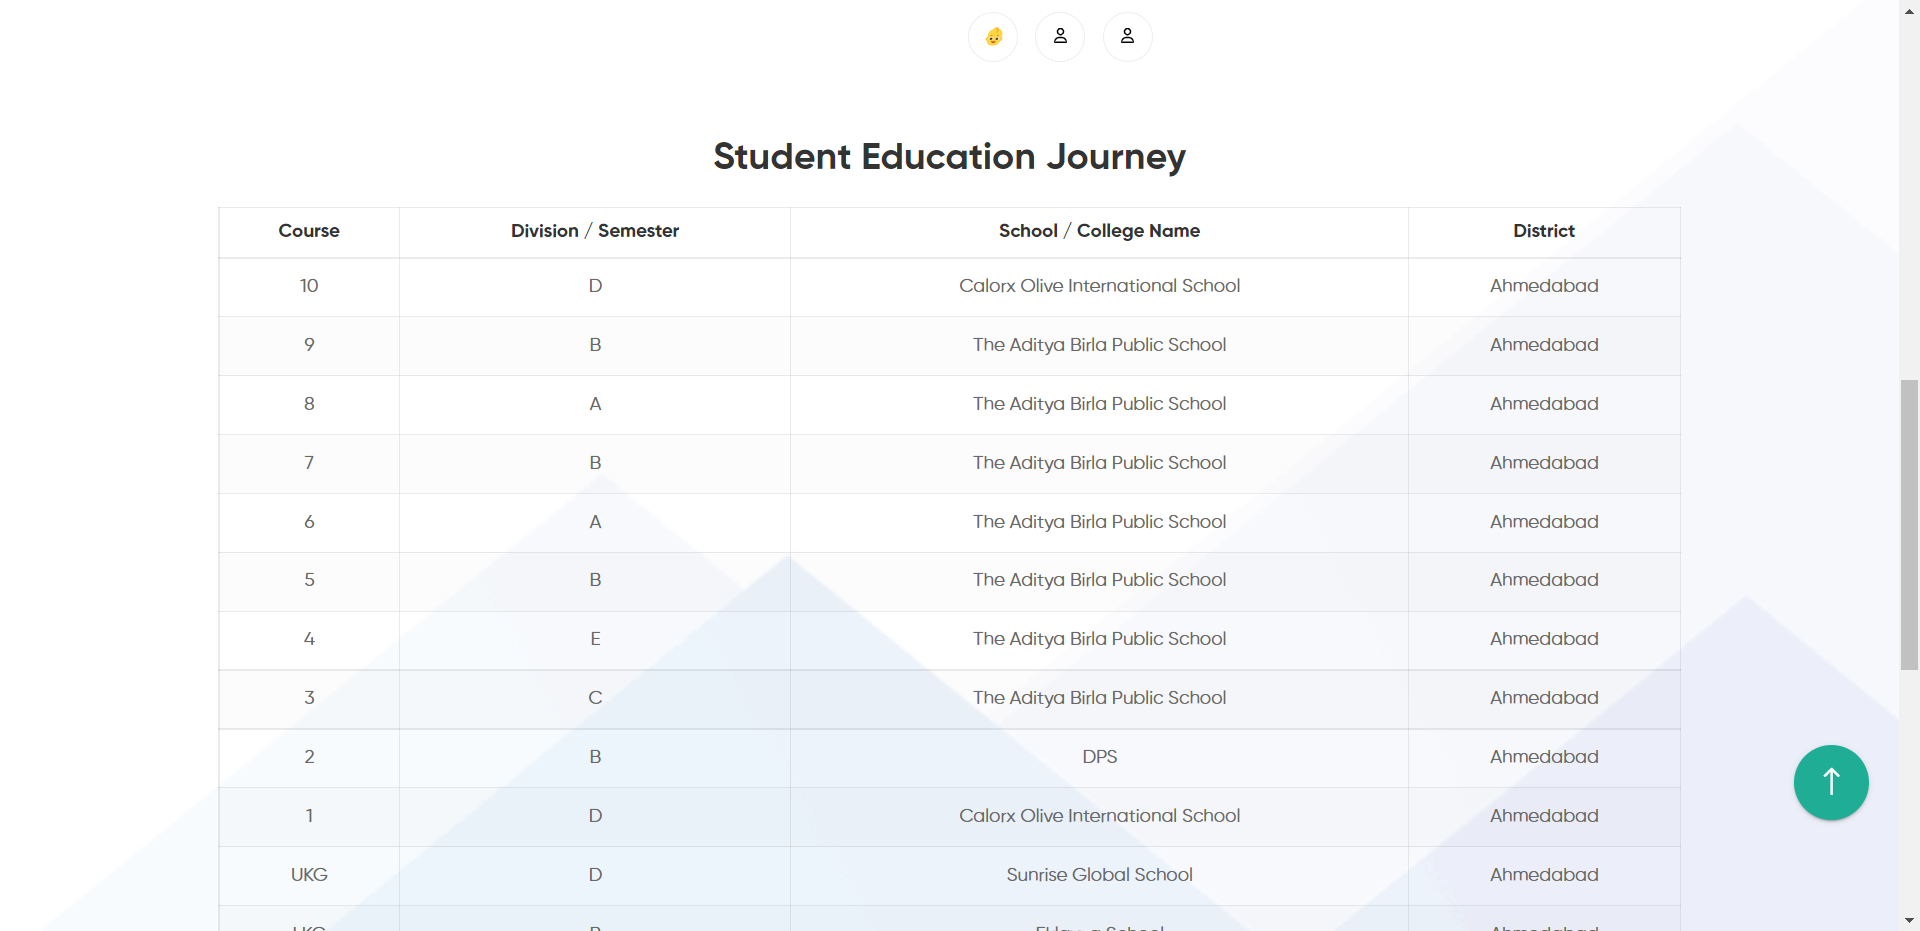 Student Education Journey
Course Division / Semester School / College Name District
10 D Calorx Olive International School Ahmedabad
9 B The Aditya Birla Public School Ahmedabad
8 A The Aditya Birla Public School Ahmedabad
7 B The Aditya Birla Public School Ahmedabad
6 A The Aditya Birla Public School Ahmedabad
5 B The Aditya Birla Public School Ahmedabad
4 E The Aditya Birla Public School Ahmedabad
3 C The Aditya Birla Public School Ahmedabad
2 B DPS Ahmedabad
1 D Calorx Olive International School Ahmedabad
UKG D Sunrise Global School Ahmedabad
School Ahmedabad